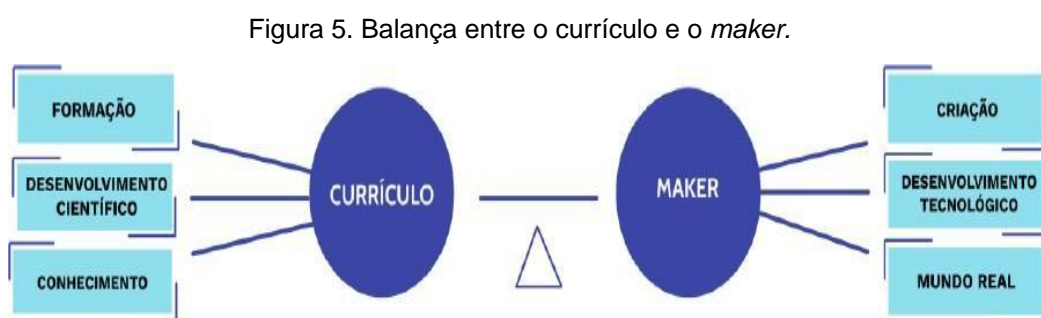 Figura 5. Balança entre o currículo e o maker.
FORMAÇÃO
DESENVOLVIMENTO
CIENTÍFICO
CONHECIMENTO
CURRÍCULO
MAKER
CRIAÇÃO
DESENVOLVIMENTO
TECNOLÓGICO
MUNDO REAL